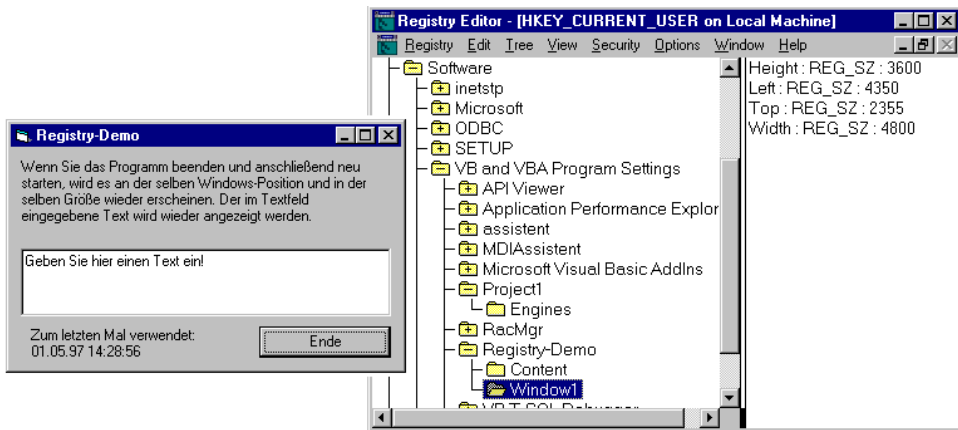 Registry Editor - [HKEY_CURRENT_USER on Local Machine]
Registry Edit Tree View Security Options Window Help
Software
inetstp
Microsoft
ODBC
SETUP
VB and VBA Program Settings
API Viewer
Application Performance Explor
assistent
MDIAssistent
Microsoft Visual Basic AddIns
Project1
Engines
RacMgr
Registry-Demo
Content
Window1
VB T-SQL Debugger
Height : REG_SZ : 3600
Left : REG_SZ : 4350
Top : REG_SZ : 2355
Width : REG_SZ : 4800
Registry-Demo
Wenn Sie das Programm beenden und anschließend neu
starten, wird es an der selben Windows-Position und in der
selben Größe wieder erscheinen. Der im Textfeld
eingegebene Text wird wieder angezeigt werden.
Geben Sie hier einen Text ein!
Zum letzten Mal verwendet:
01.05.97 14:28:56
Ende